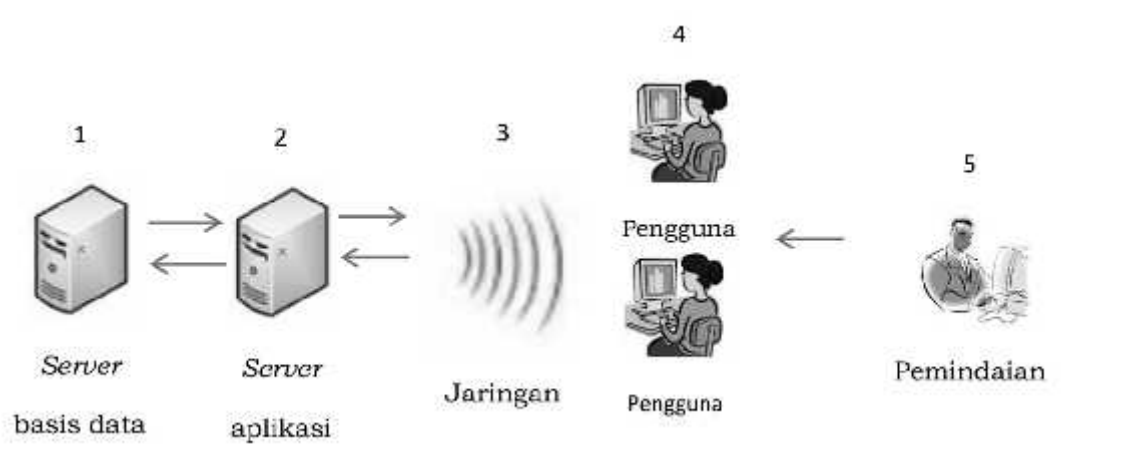 1
Server
basis data
2
Server
aplikasi
3
Jaringan
4
Pengguna
Pengguna
5
Pemindaian